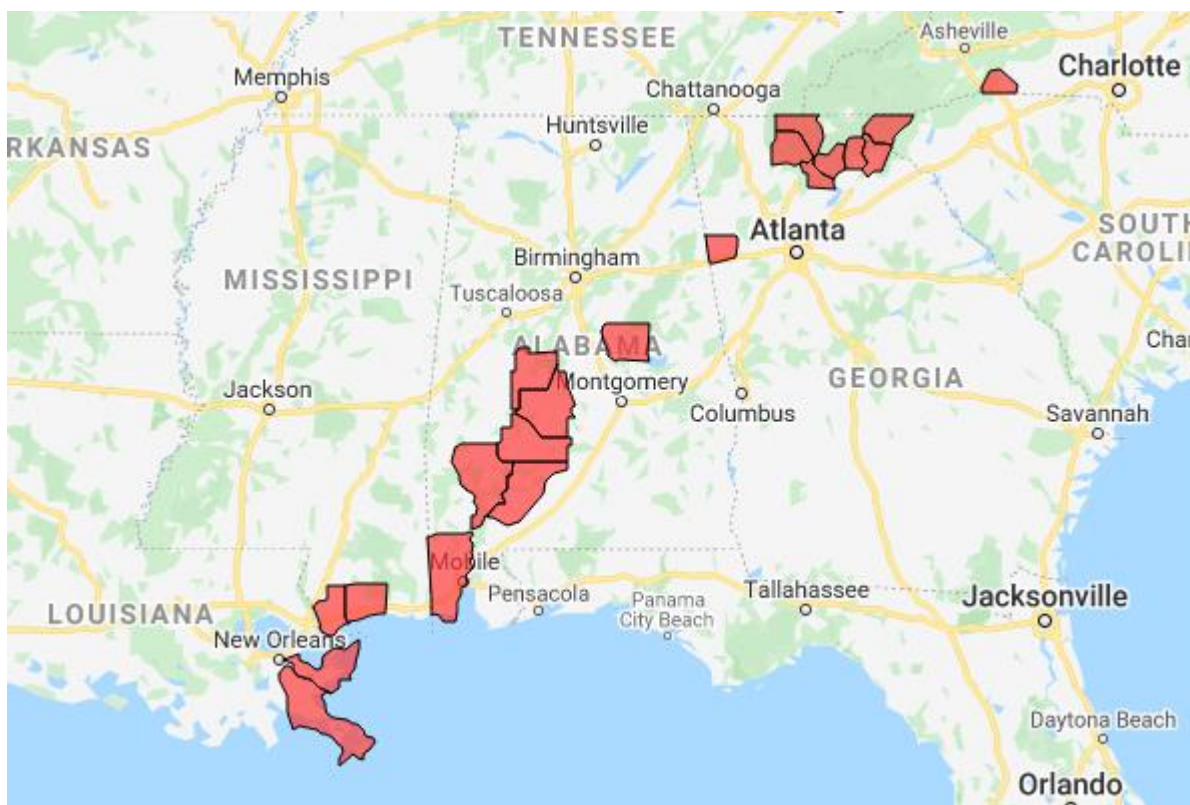 TENNESSEE
Asheville
Memphis
Charlotte
Chattanooga
Huntsville
RKANSAS
Atlanta
SOUTH
CAROLIN
Birmingham
MISSISSIPPI
Tuscaloosa
ALABAMA
Char
Jackson
Montgomery
GEORGIA
Columbus
Savannah
Mobile
LOUISIANA
Pensacola
Panama
City Beach
Tallahassee
Jacksonville
New Orleans
Daytona Beach
Orlando